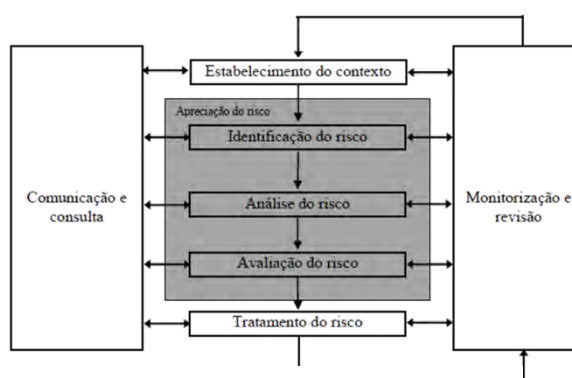 Estabelecimento do contexto
Apreciação do risco
Identificação do risco
Comunicação e
consulta
Análise do risco
Monitorização e
revisão
Avaliação do risco
Tratamento do risco